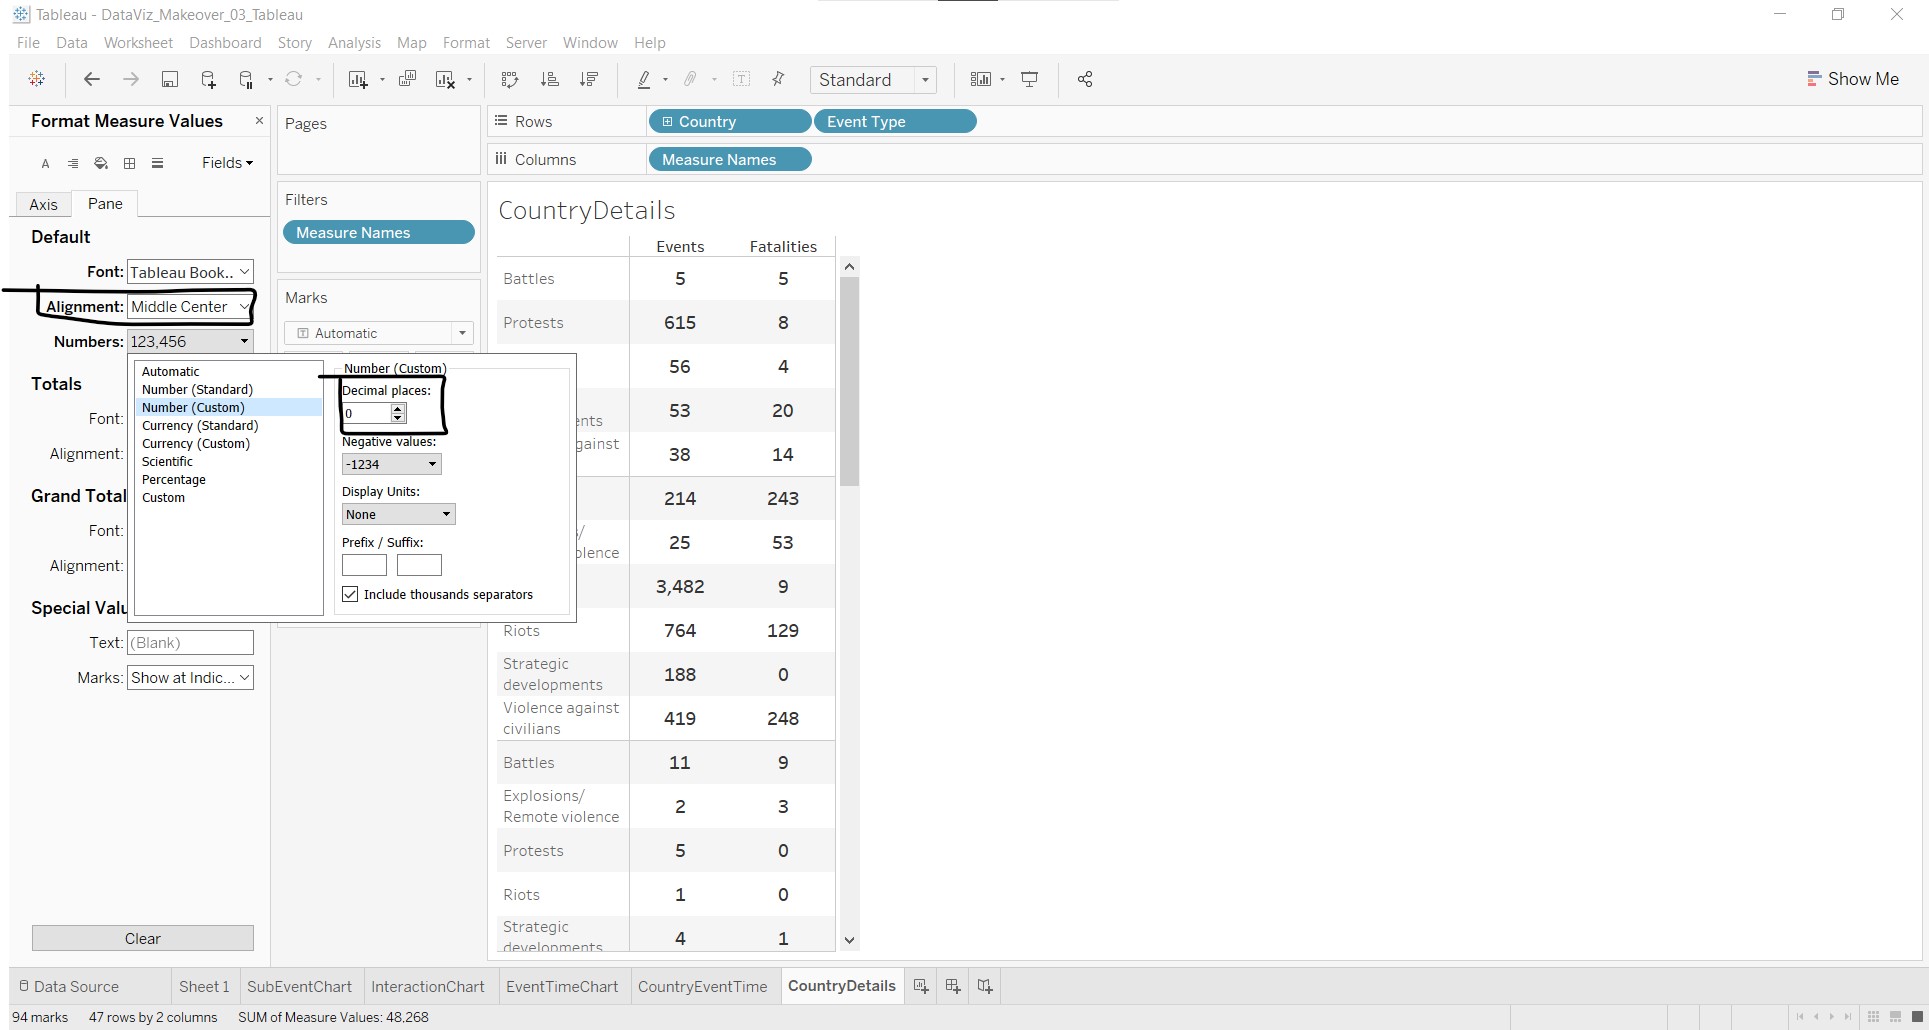 Tableau - DataViz_Makeover_03_Tableau
File Data Worksheet Dashboard Story Analysis Map Format Server Window Help
Standard
Show Me
Format Measure Values
Fields
Axis Pane
Default
Font: Tableau Book..
Alignment: Middle Center
Numbers: 123,456
Totals
Font:
Alignment:
Grand Total
Font:
Alignment:
Special Valu
Text: (Blank)
Marks: Show at Indic...
Clear
Automatic
Number (Standard)
Number (Custom)
Currency (Standard)
Currency (Custom)
Scientific
Percentage
Custom
Number (Custom)
Decimal places:
0
Negative values:
-1234
Display Units:
None
Prefix / Suffix:
Include thousands separators
Pages
Filters
Measure Names
Marks
Automatic
Rows Country Event Type
Columns Measure Names
CountryDetails
Events Fatalities
Battles 5 5
Protests 615 8
56 4
ents 53 20
gainst 38 14
214 243
s/
olence 25 53
3,482 9
Riots 764 129
Strategic
developments 188 0
Violence against
civilians 419 248
Battles 11 9
Explosions/
Remote violence 2 3
Protests 5 0
Riots 1 0
Strategic
developments 4 1
Data Source Sheet 1 SubEventChart InteractionChart EventTimeChart CountryEventTime CountryDetails
94 marks 47 rows by 2 columns SUM of Measure Values: 48,268